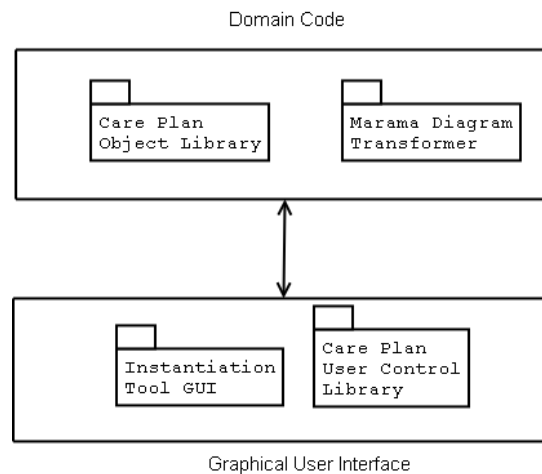 Domain Code
Care Plan
Object Library
Marama Diagram
Transformer
Instantiation
Tool GUI
Care Plan
User Control
Library
Graphical User Interface